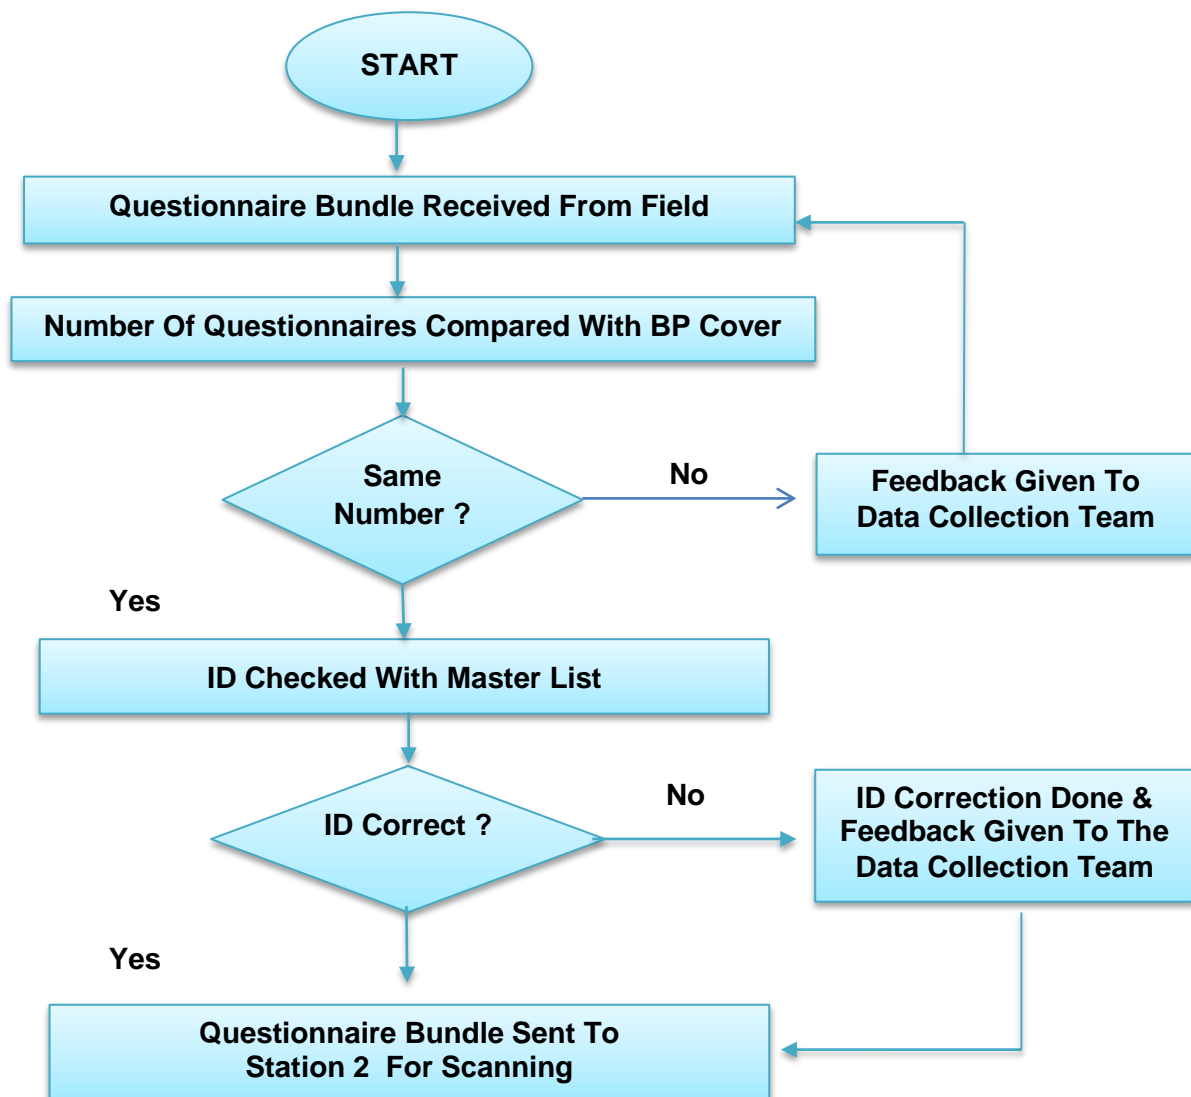 START
Questionnaire Bundle Received From Field
Number Of Questionnaires Compared With BP Cover
Same
Number ?
No
Feedback Given To
Data Collection Team
Yes
ID Checked With Master List
ID Correct ?
No
ID Correction Done &
Feedback Given To The
Data Collection Team
Yes
Questionnaire Bundle Sent To
Station 2  For Scanning